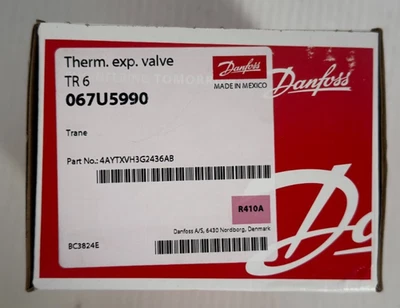 Therm. exp. valve
TR 6
067U5990
Danfoss
MADE IN MEXICO
Danfoss
Trane
Part No.: 4AYTXVH3G2436AB
R410A
Danfoss A/S, 6430 Nordborg, Denmark
BC3824E
Danfoss